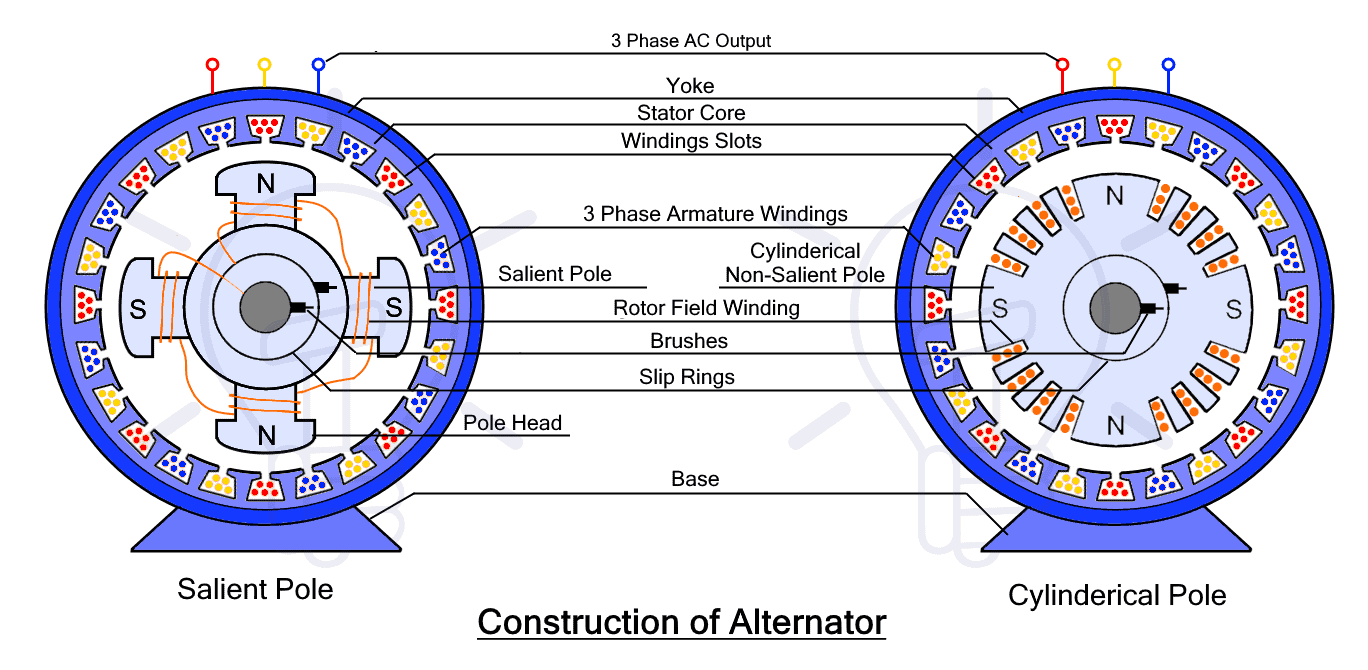 3 Phase AC Output
Yoke
Stator Core
Windings Slots
3 Phase Armature Windings
Cylinderical
Non-Salient Pole
Salient Pole
Rotor Field Winding
Brushes
Slip Rings
Pole Head
Base
N
S
S
N
N
S
S
N
Salient Pole
Cylinderical Pole
Construction of Alternator